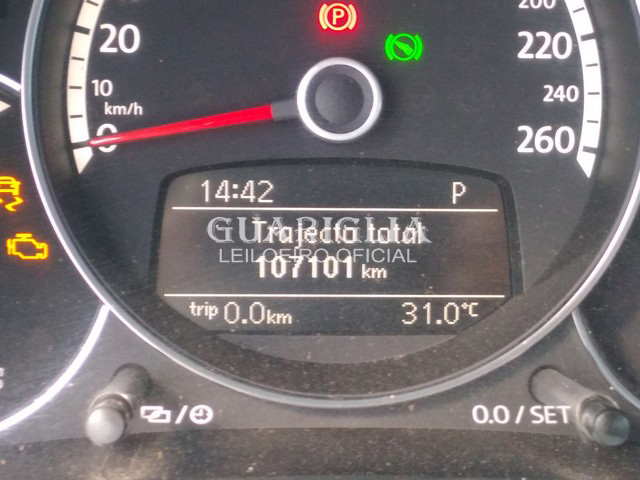 200
20
220
10
km/h
240
0
260
P
14:42 P
GUARIGLIA
Trajecto total
LEILOEIRO OFICIAL
107101 km
trip 0.0km 31.0°C
0.0 / SET